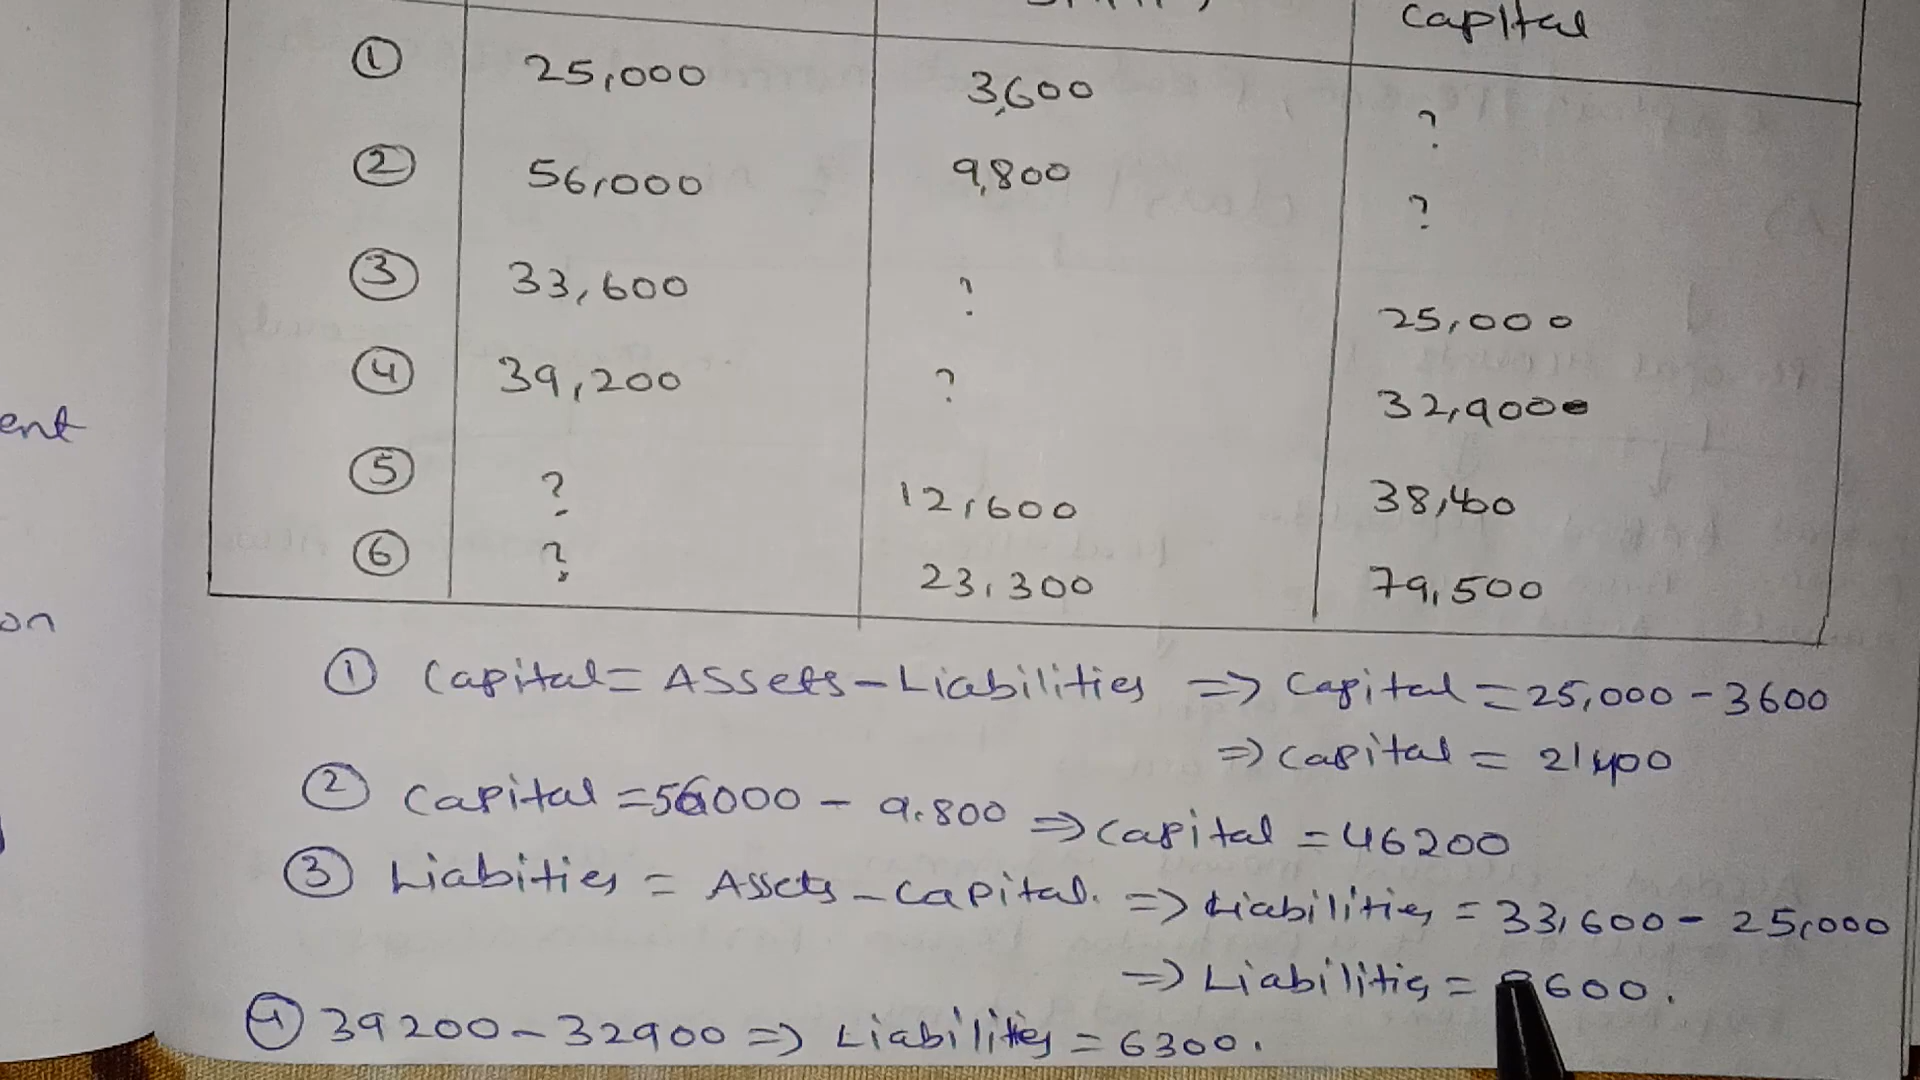 capital
① 25,000 3,600 ?
② 56,000 9,800 ?
③ 33,600 ? 25,000
④ 39,200 ? 32,900
⑤ ? 12,600 38,400
⑥ ? 23,300 79,500
ent
on
① Capital = Assets - Liabilities => Capital = 25,000 - 3600
=> Capital = 21400
② Capital = 56000 - 9.800 => Capital = 46200
③ Liabities = Assets - Capital. => Liabilities = 33,600 - 25,000
=> Liabilities = 8600.
④ 39200 - 32900 => Liabilities = 6300.